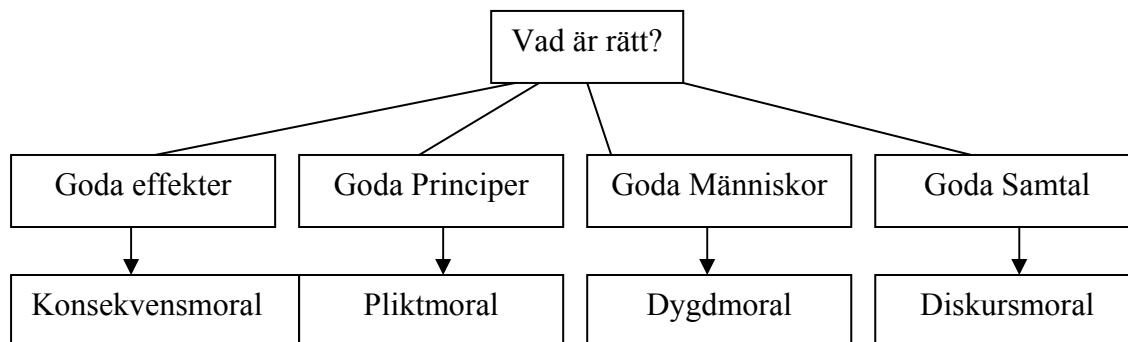 Vad är rätt?
Goda effekter
Goda Principer
Goda Människor
Goda Samtal
Konsekvensmoral
Pliktmoral
Dygdmoral
Diskursmoral